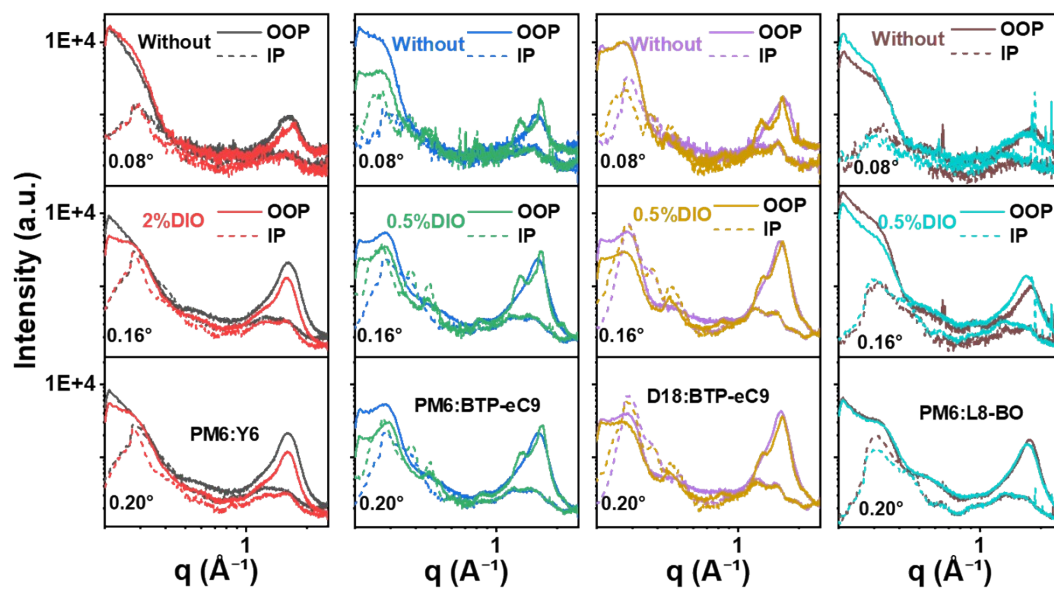 1E+4
Without OOP
IP
0.08°
Without OOP
IP
0.08°
Without OOP
IP
0.08°
Without OOP
IP
0.08°
1E+4
2%DIO OOP
IP
0.16°
0.5%DIO OOP
IP
0.16°
0.5%DIO OOP
IP
0.16°
0.5%DIO OOP
IP
0.16°
1E+4
PM6:Y6
0.20°
PM6:BTP-eC9
0.20°
D18:BTP-eC9
0.20°
PM6:L8-BO
0.20°
Intensity (a.u.)
1
1
1
1
q (Å⁻¹)
q (A⁻¹)
q (A⁻¹)
q (Å⁻¹)